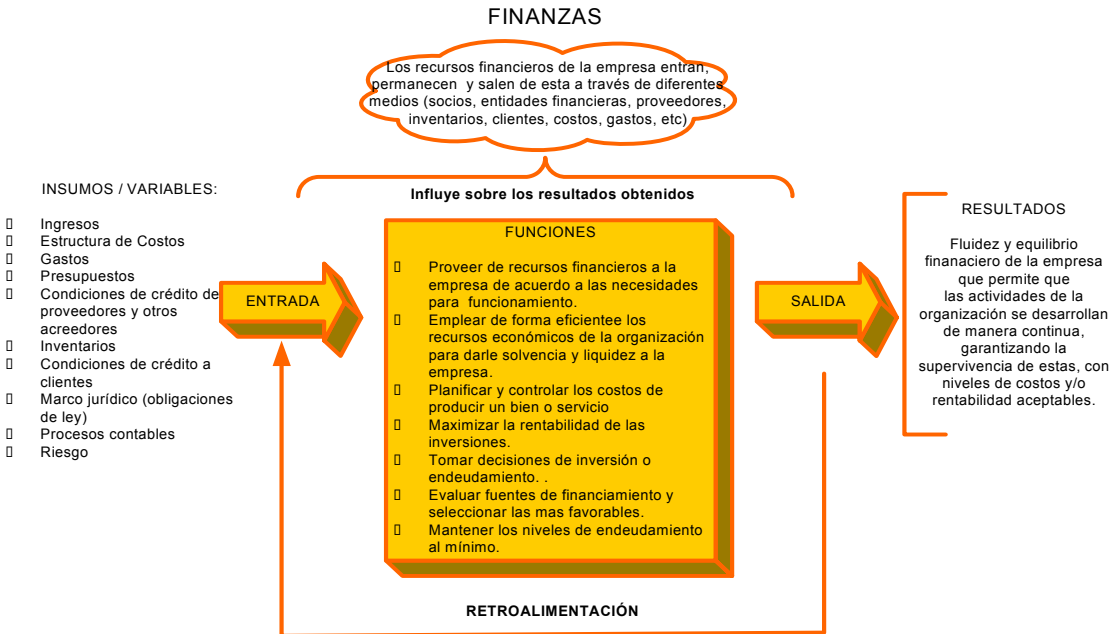 FINANZAS
Los recursos financieros de la empresa entran,
permanecen y salen de esta a través de diferentes
medios (socios, entidades financieras, proveedores,
inventarios, clientes, costos, gastos, etc)
INSUMOS / VARIABLES:
Ingresos
Estructura de Costos
Gastos
Presupuestos
Condiciones de crédito de
proveedores y otros
acreedores
Inventarios
Condiciones de crédito a
clientes
Marco jurídico (obligaciones
de ley)
Procesos contables
Riesgo
ENTRADA
Influye sobre los resultados obtenidos
FUNCIONES
Proveer de recursos financieros a la
empresa de acuerdo a las necesidades
para funcionamiento.
Emplear de forma eficientee los
recursos económicos de la organización
para darle solvencia y liquidez a la
empresa.
Planificar y controlar los costos de
producir un bien o servicio
Maximizar la rentabilidad de las
inversiones.
Tomar decisiones de inversión o
endeudamiento. .
Evaluar fuentes de financiamiento y
seleccionar las mas favorables.
Mantener los niveles de endeudamiento
al mínimo.
SALIDA
RESULTADOS
Fluidez y equilibrio
finanaciero de la empresa
que permite que
las actividades de la
organización se desarrollan
de manera continua,
garantizando la
supervivencia de estas, con
niveles de costos y/o
rentabilidad aceptables.
RETROALIMENTACIÓN